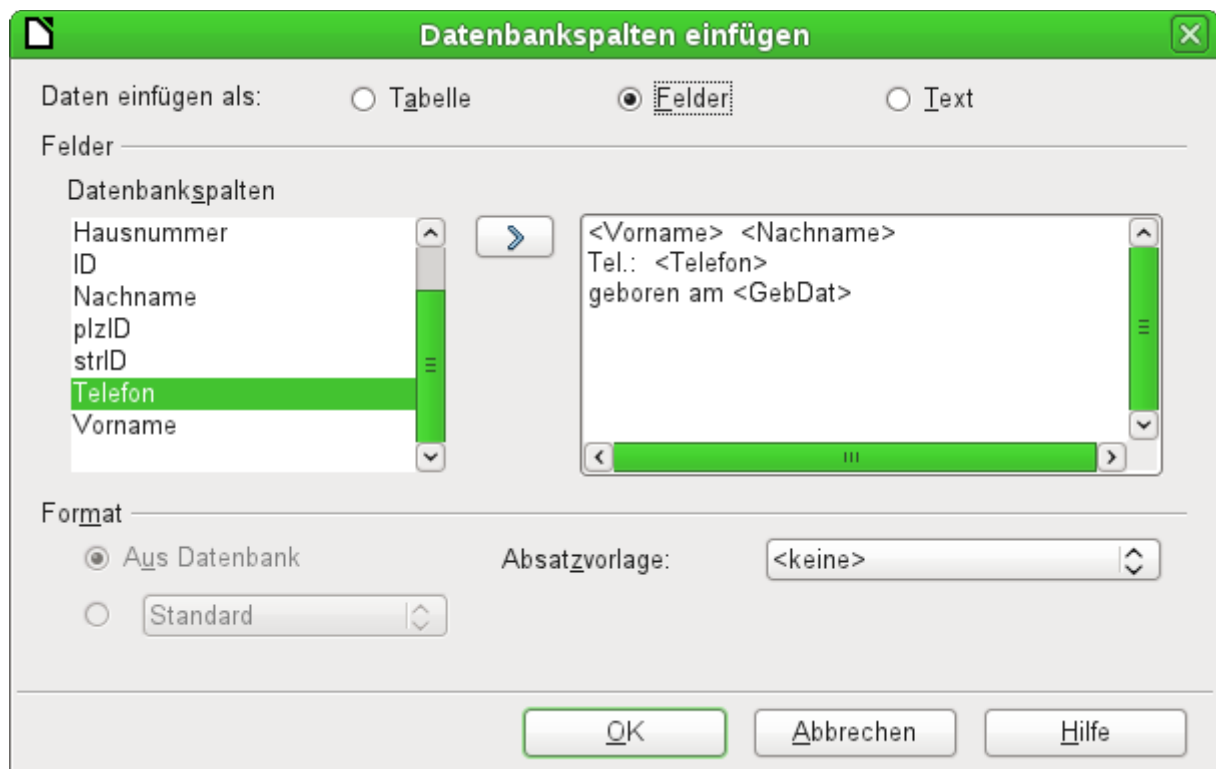 Datenbankspalten einfügen
Daten einfügen als: Tabelle Felder Text
Felder
Datenbankspalten
Hausnummer
ID
Nachname
plzID
strID
Telefon
Vorname
<Vorname>  <Nachname>
Tel.:  <Telefon>
geboren am <GebDat>
Format
Aus Datenbank
Absatzvorlage: <keine>
Standard
OK Abbrechen Hilfe